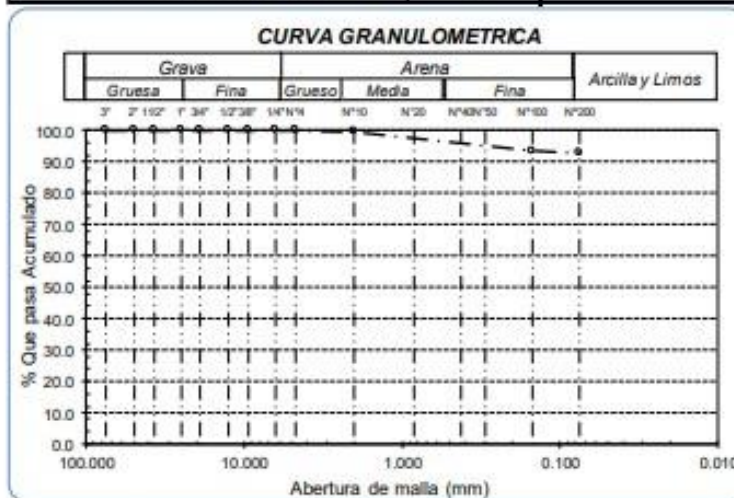 CURVA GRANULOMETRICA
Grava Arena Arcilla y Limos
Gruesa Fina Grueso Media Fina
3" 2" 1 1/2" 1" 3/4" 1/2" 3/8" 1/4" N°4 N°10 N°20 N°40 N°50 N°100 N°200
% Que pasa Acumulado
100.0
90.0
80.0
70.0
60.0
50.0
40.0
30.0
20.0
10.0
0.0
100.000 10.000 1.000 0.100 0.010
Abertura de malla (mm)